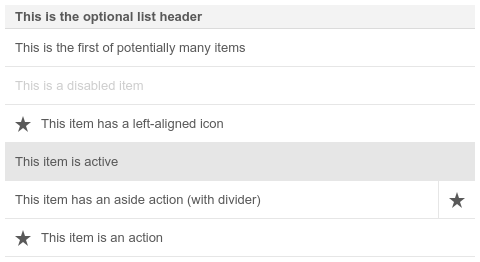 This is the optional list header
This is the first of potentially many items
This is a disabled item
This item has a left-aligned icon
This item is active
This item has an aside action (with divider)
This item is an action